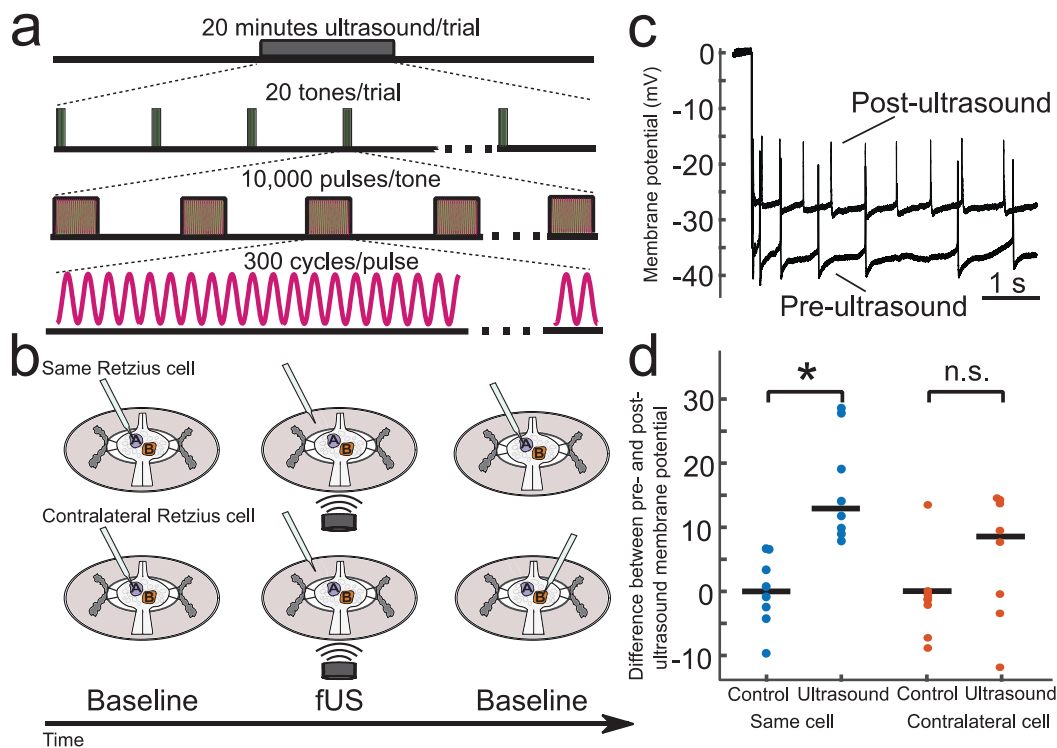 a
20 minutes ultrasound/trial
20 tones/trial
10,000 pulses/tone
300 cycles/pulse
b
Same Retzius cell
A
B
A
B
A
B
Contralateral Retzius cell
A
B
A
B
A
B
Baseline
fUS
Baseline
Time
c
Membrane potential (mV)
0
-10
-20
-30
-40
Post-ultrasound
Pre-ultrasound
1 s
d
Difference between pre- and post-
ultrasound membrane potential
30
20
10
0
-10
*
n.s.
Control
Ultrasound
Control
Ultrasound
Same cell
Contralateral cell